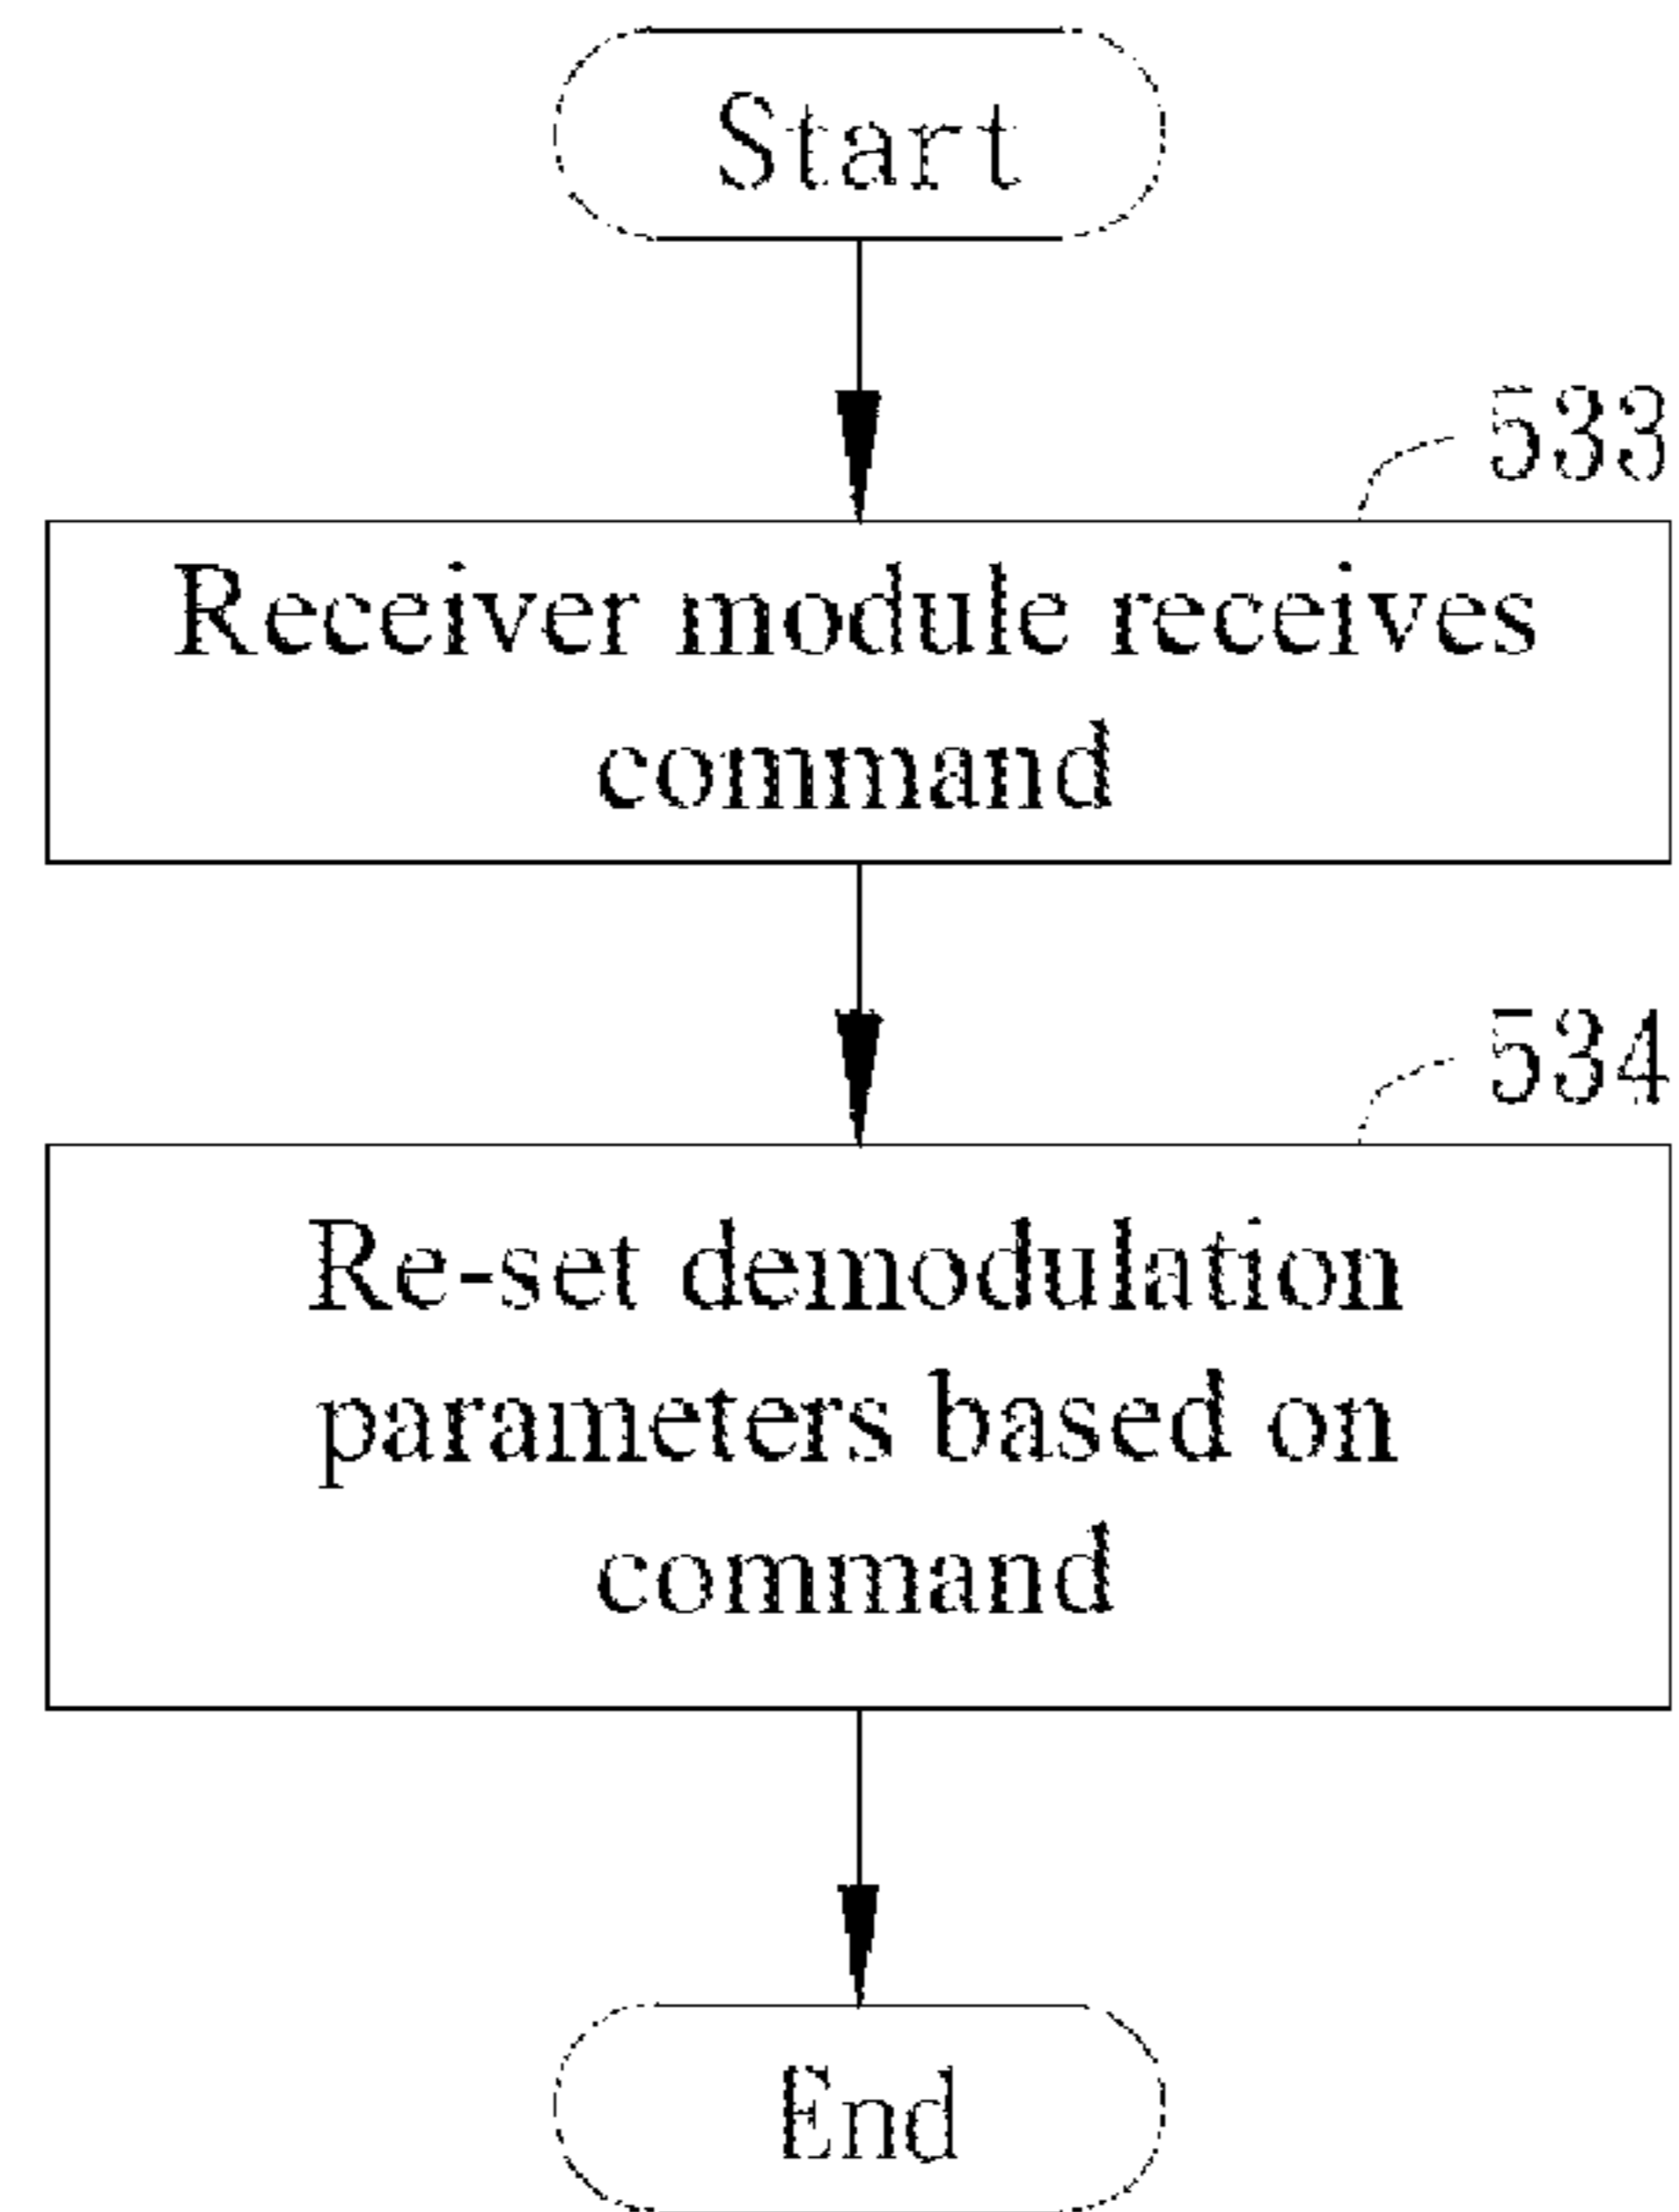 Start
533
Receiver module receives
command
534
Re-set demodulation
parameters based on
command
End